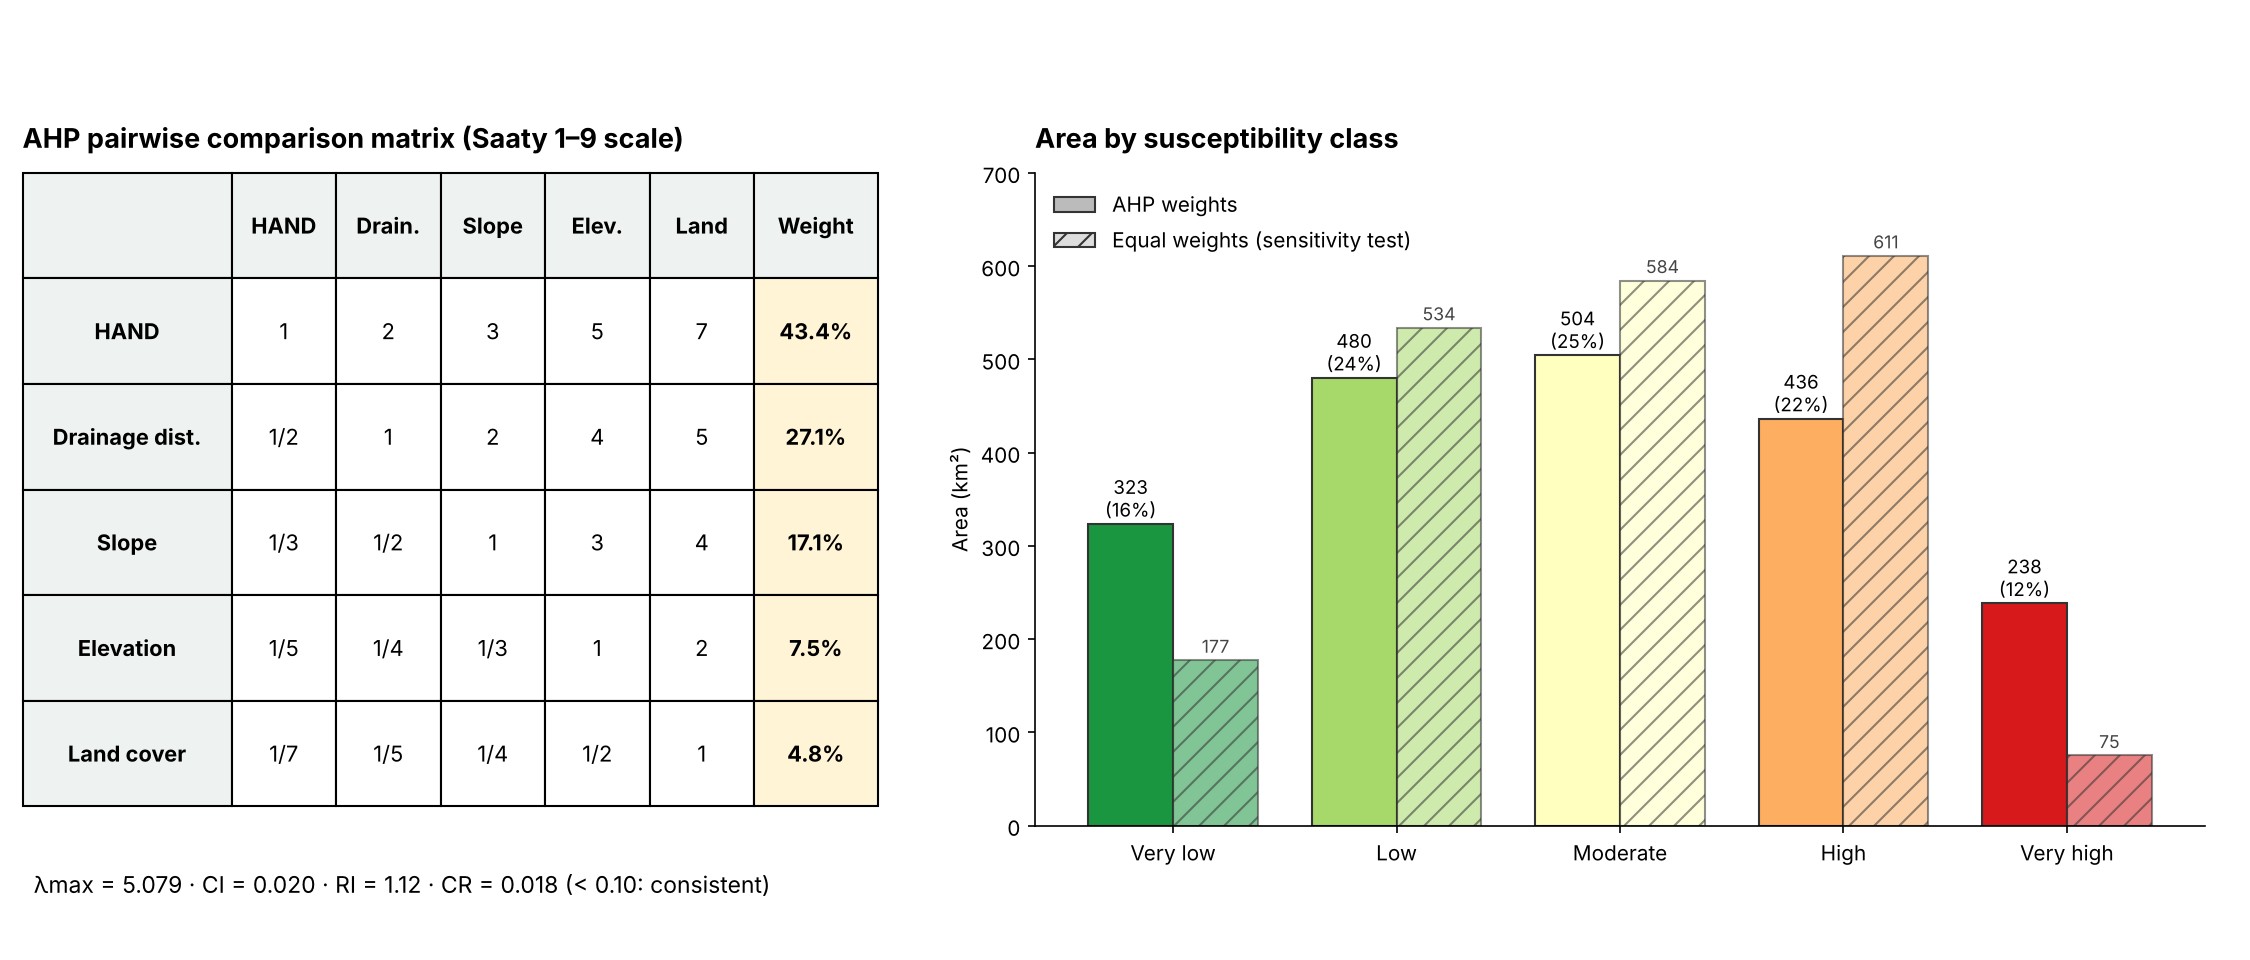 AHP pairwise comparison matrix (Saaty 1–9 scale)
HAND Drain. Slope Elev. Land Weight
HAND 1 2 3 5 7 43.4%
Drainage dist. 1/2 1 2 4 5 27.1%
Slope 1/3 1/2 1 3 4 17.1%
Elevation 1/5 1/4 1/3 1 2 7.5%
Land cover 1/7 1/5 1/4 1/2 1 4.8%
λmax = 5.079 · CI = 0.020 · RI = 1.12 · CR = 0.018 (< 0.10: consistent)
Area by susceptibility class
AHP weights
Equal weights (sensitivity test)
Area (km²)
700
600
500
400
300
200
100
0
323
(16%)
177
480
(24%)
534
504
(25%)
584
436
(22%)
611
238
(12%)
75
Very low Low Moderate High Very high